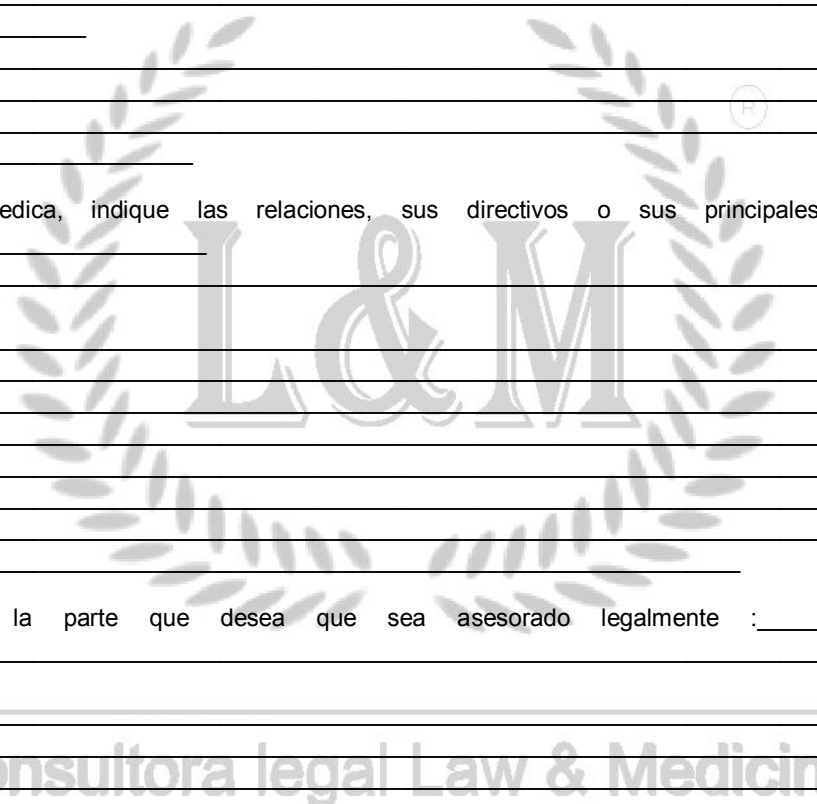 ®
edica, indique las relaciones, sus directivos o sus principales
L&M
la parte que desea que sea asesorado legalmente :_____
onsultora legal Law & Medicin